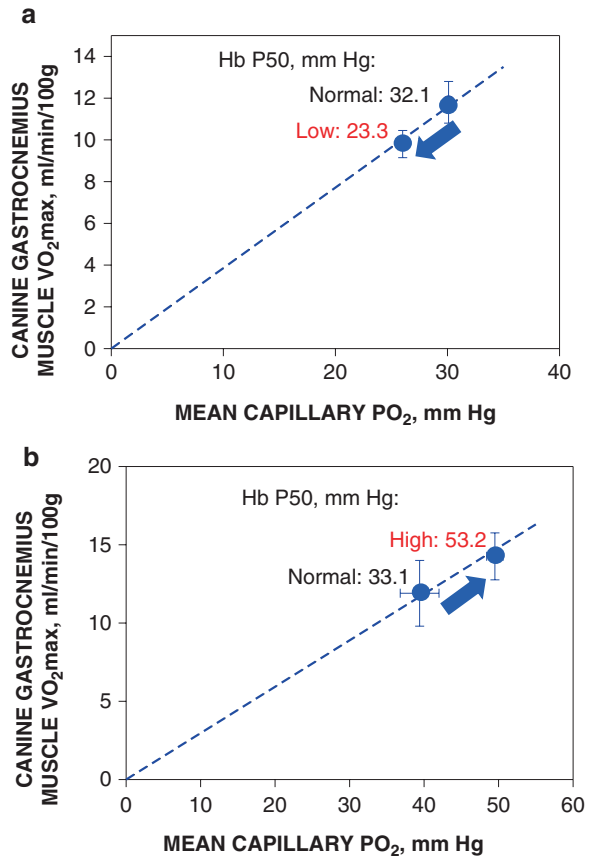 a
14
12
10
8
6
4
2
0
Hb P50, mm Hg:
Normal: 32.1
Low: 23.3
0 10 20 30 40
CANINE GASTROCNEMIUS
MUSCLE VO2max, ml/min/100g
MEAN CAPILLARY PO2, mm Hg
b
20
15
10
5
0
Hb P50, mm Hg:
High: 53.2
Normal: 33.1
0 10 20 30 40 50 60
CANINE GASTROCNEMIUS
MUSCLE VO2max, ml/min/100g
MEAN CAPILLARY PO2, mm Hg